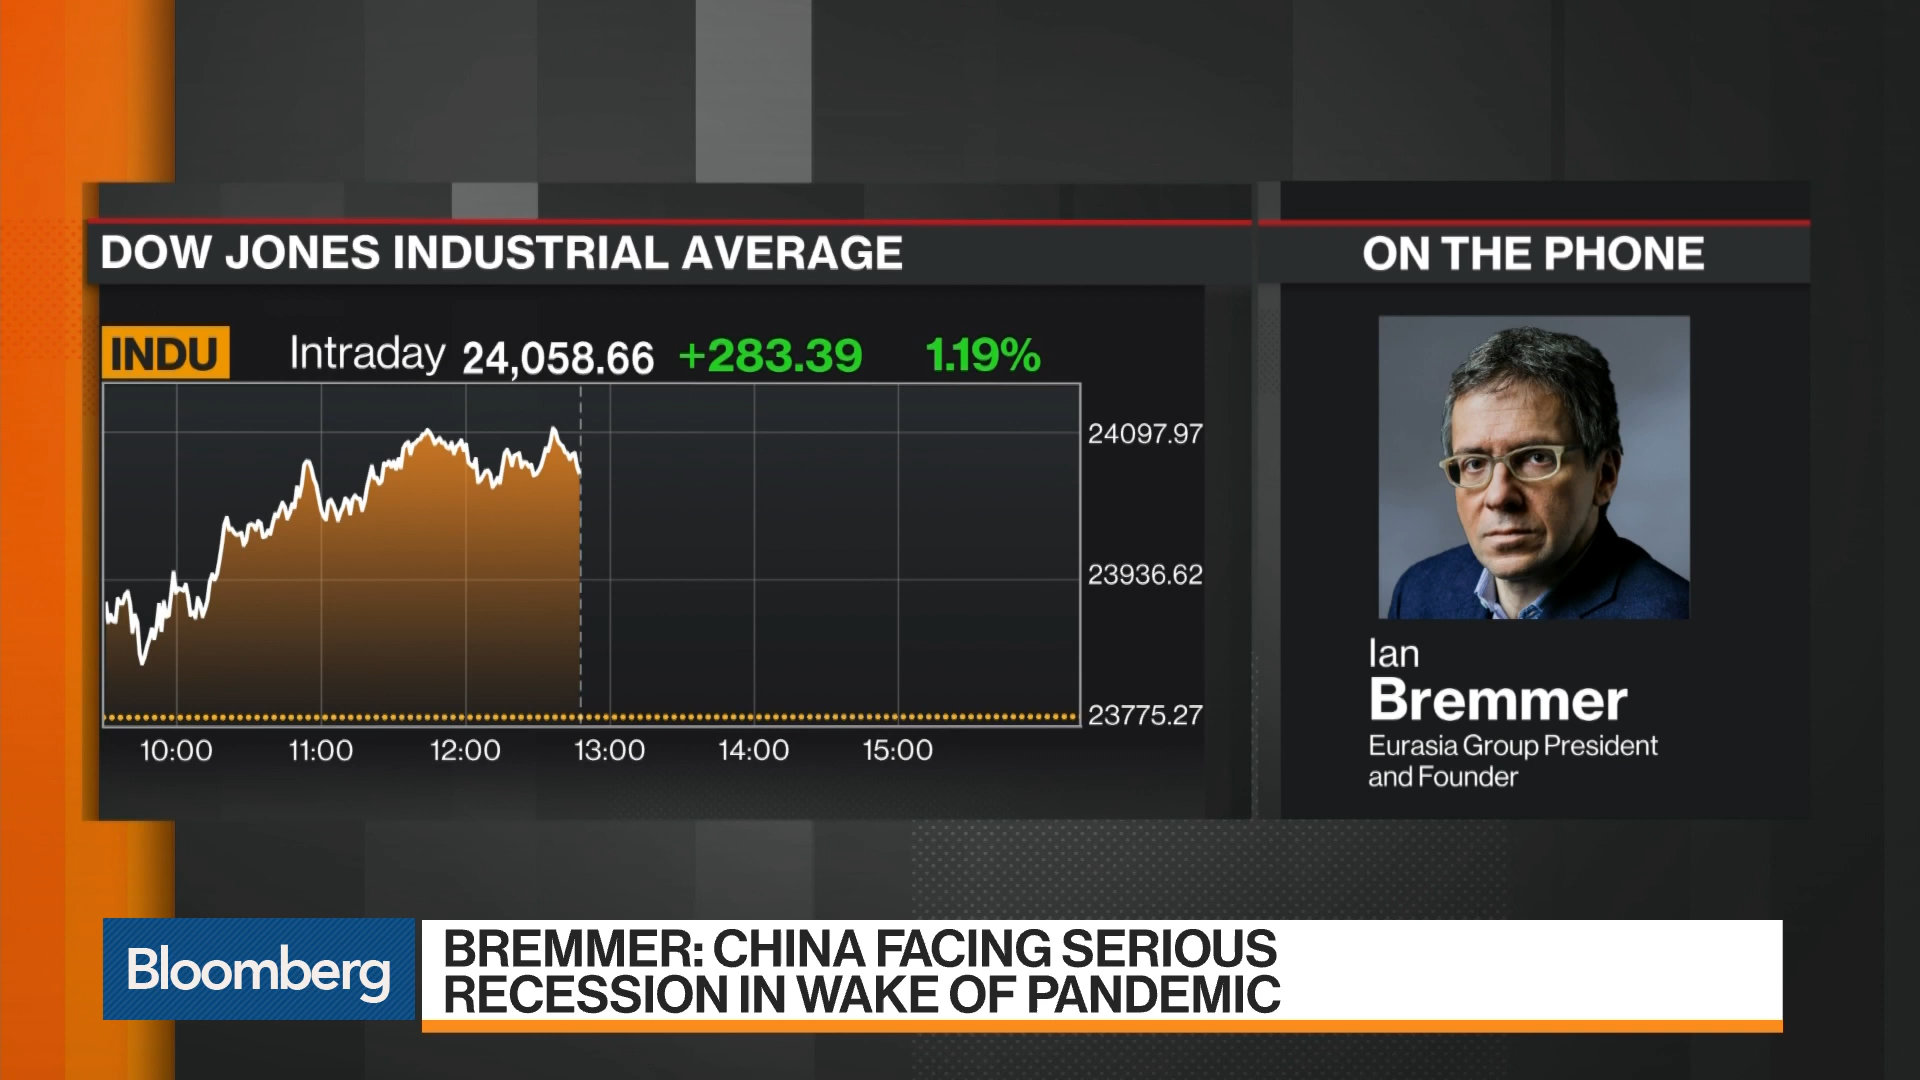 DOW JONES INDUSTRIAL AVERAGE
INDU Intraday 24,058.66 +283.39 1.19%
24097.97
23936.62
23775.27
10:00 11:00 12:00 13:00 14:00 15:00
ON THE PHONE
Ian
Bremmer
Eurasia Group President
and Founder
Bloomberg
BREMMER: CHINA FACING SERIOUS
RECESSION IN WAKE OF PANDEMIC